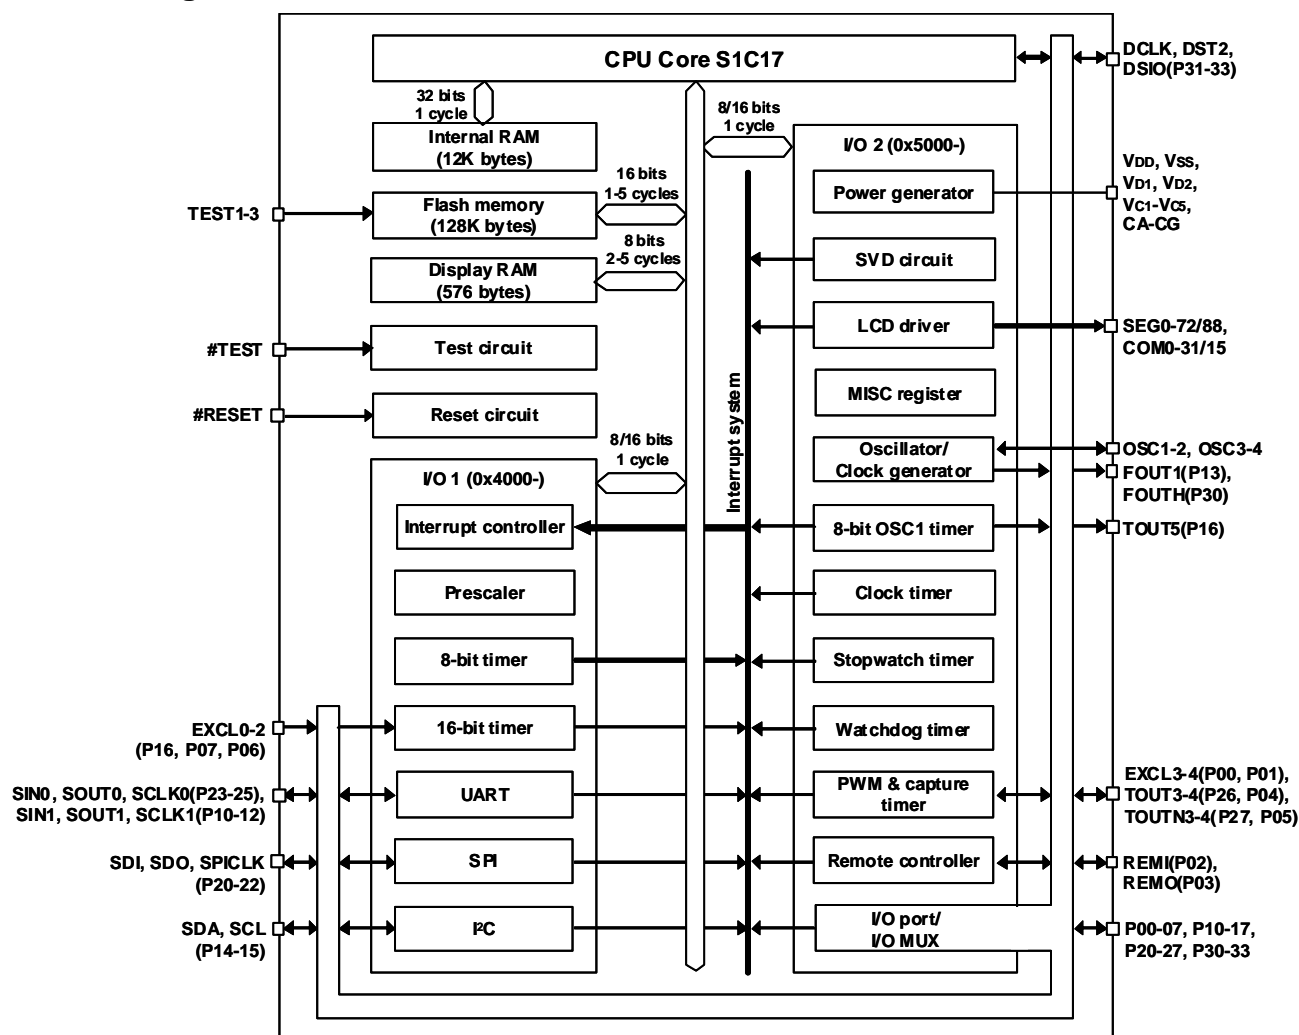 CPU Core S1C17
DCLK, DST2,
DSIO(P31-33)
32 bits
1 cycle
8/16 bits
1 cycle
Internal RAM
(12K bytes)
I/O 2 (0x5000-)
16 bits
1-5 cycles
Power generator
VDD, VSS,
VD1, VD2,
VC1-VC5,
CA-CG
TEST1-3
Flash memory
(128K bytes)
8 bits
2-5 cycles
SVD circuit
Display RAM
(576 bytes)
LCD driver
SEG0-72/88,
COM0-31/15
#TEST
Test circuit
MISC register
#RESET
Reset circuit
Interrupt system
8/16 bits
1 cycle
Oscillator/
Clock generator
OSC1-2, OSC3-4
FOUT1(P13),
FOUTH(P30)
I/O 1 (0x4000-)
Interrupt controller
8-bit OSC1 timer
TOUT5(P16)
Prescaler
Clock timer
8-bit timer
Stopwatch timer
EXCL0-2
(P16, P07, P06)
16-bit timer
Watchdog timer
SIN0, SOUT0, SCLK0(P23-25),
SIN1, SOUT1, SCLK1(P10-12)
UART
PWM & capture
timer
EXCL3-4(P00, P01),
TOUT3-4(P26, P04),
TOUTN3-4(P27, P05)
SDI, SDO, SPICLK
(P20-22)
SPI
Remote controller
REMI(P02),
REMO(P03)
SDA, SCL
(P14-15)
I²C
I/O port/
I/O MUX
P00-07, P10-17,
P20-27, P30-33